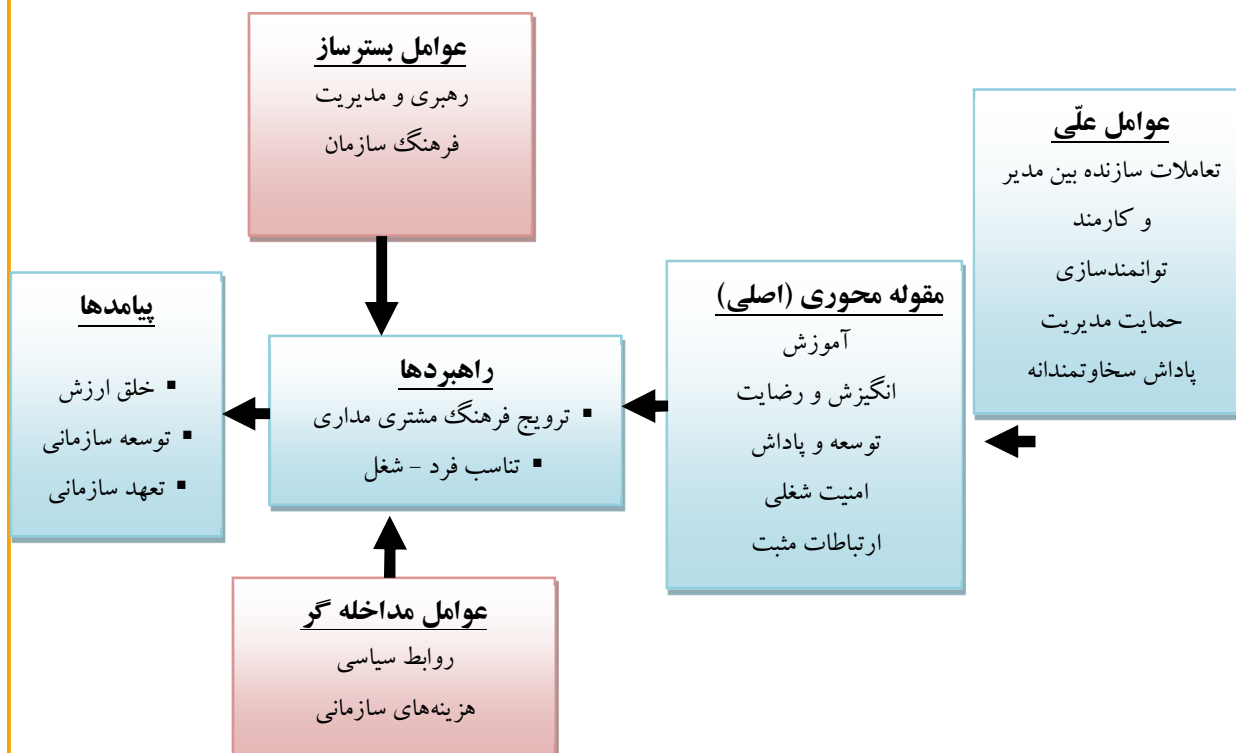 عوامل بسترساز
رهبری و مدیریت
فرهنگ سازمان
عوامل علّی
تعاملات سازنده بین مدیر
و کارمند
توانمندسازی
حمایت مدیریت
پاداش سخاوتمندانه
مقوله محوری (اصلی)
آموزش
انگیزش و رضایت
توسعه و پاداش
امنیت شغلی
ارتباطات مثبت
راهبردها
▪ ترویج فرهنگ مشتری مداری
▪ تناسب فرد – شغل
پیامدها
▪ خلق ارزش
▪ توسعه سازمانی
▪ تعهد سازمانی
عوامل مداخله گر
روابط سیاسی
هزینه‌های سازمانی